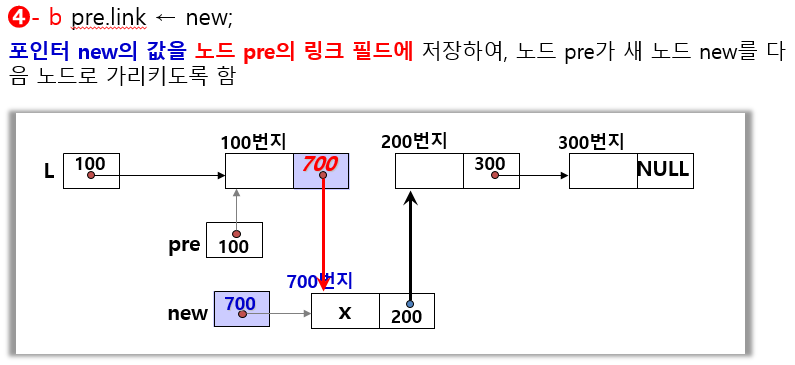 ❹- b pre.link ← new;
포인터 new의 값을 노드 pre의 링크 필드에 저장하여, 노드 pre가 새 노드 new를 다
음 노드로 가리키도록 함
100번지 200번지 300번지
L 100 700 300 NULL
pre 100
700번지
new 700 x 200